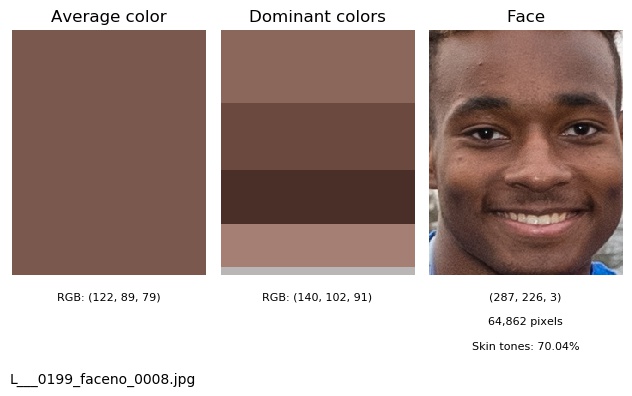 Average color
Dominant colors
Face
RGB: (122, 89, 79)
RGB: (140, 102, 91)
(287, 226, 3)
64,862 pixels
Skin tones: 70.04%
L___0199_faceno_0008.jpg